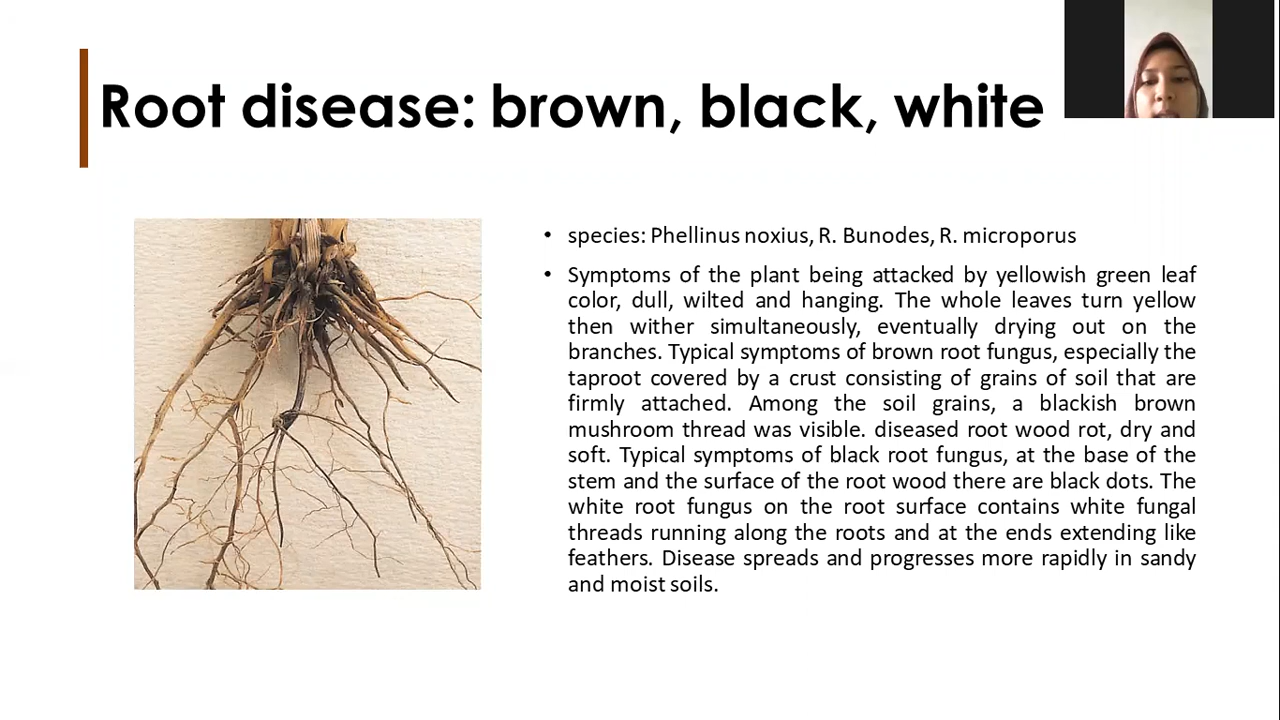 Root disease: brown, black, white
• species: Phellinus noxius, R. Bunodes, R. microporus
• Symptoms of the plant being attacked by yellowish green leaf
color, dull, wilted and hanging. The whole leaves turn yellow
then wither simultaneously, eventually drying out on the
branches. Typical symptoms of brown root fungus, especially the
taproot covered by a crust consisting of grains of soil that are
firmly attached. Among the soil grains, a blackish brown
mushroom thread was visible. diseased root wood rot, dry and
soft. Typical symptoms of black root fungus, at the base of the
stem and the surface of the root wood there are black dots. The
white root fungus on the root surface contains white fungal
threads running along the roots and at the ends extending like
feathers. Disease spreads and progresses more rapidly in sandy
and moist soils.